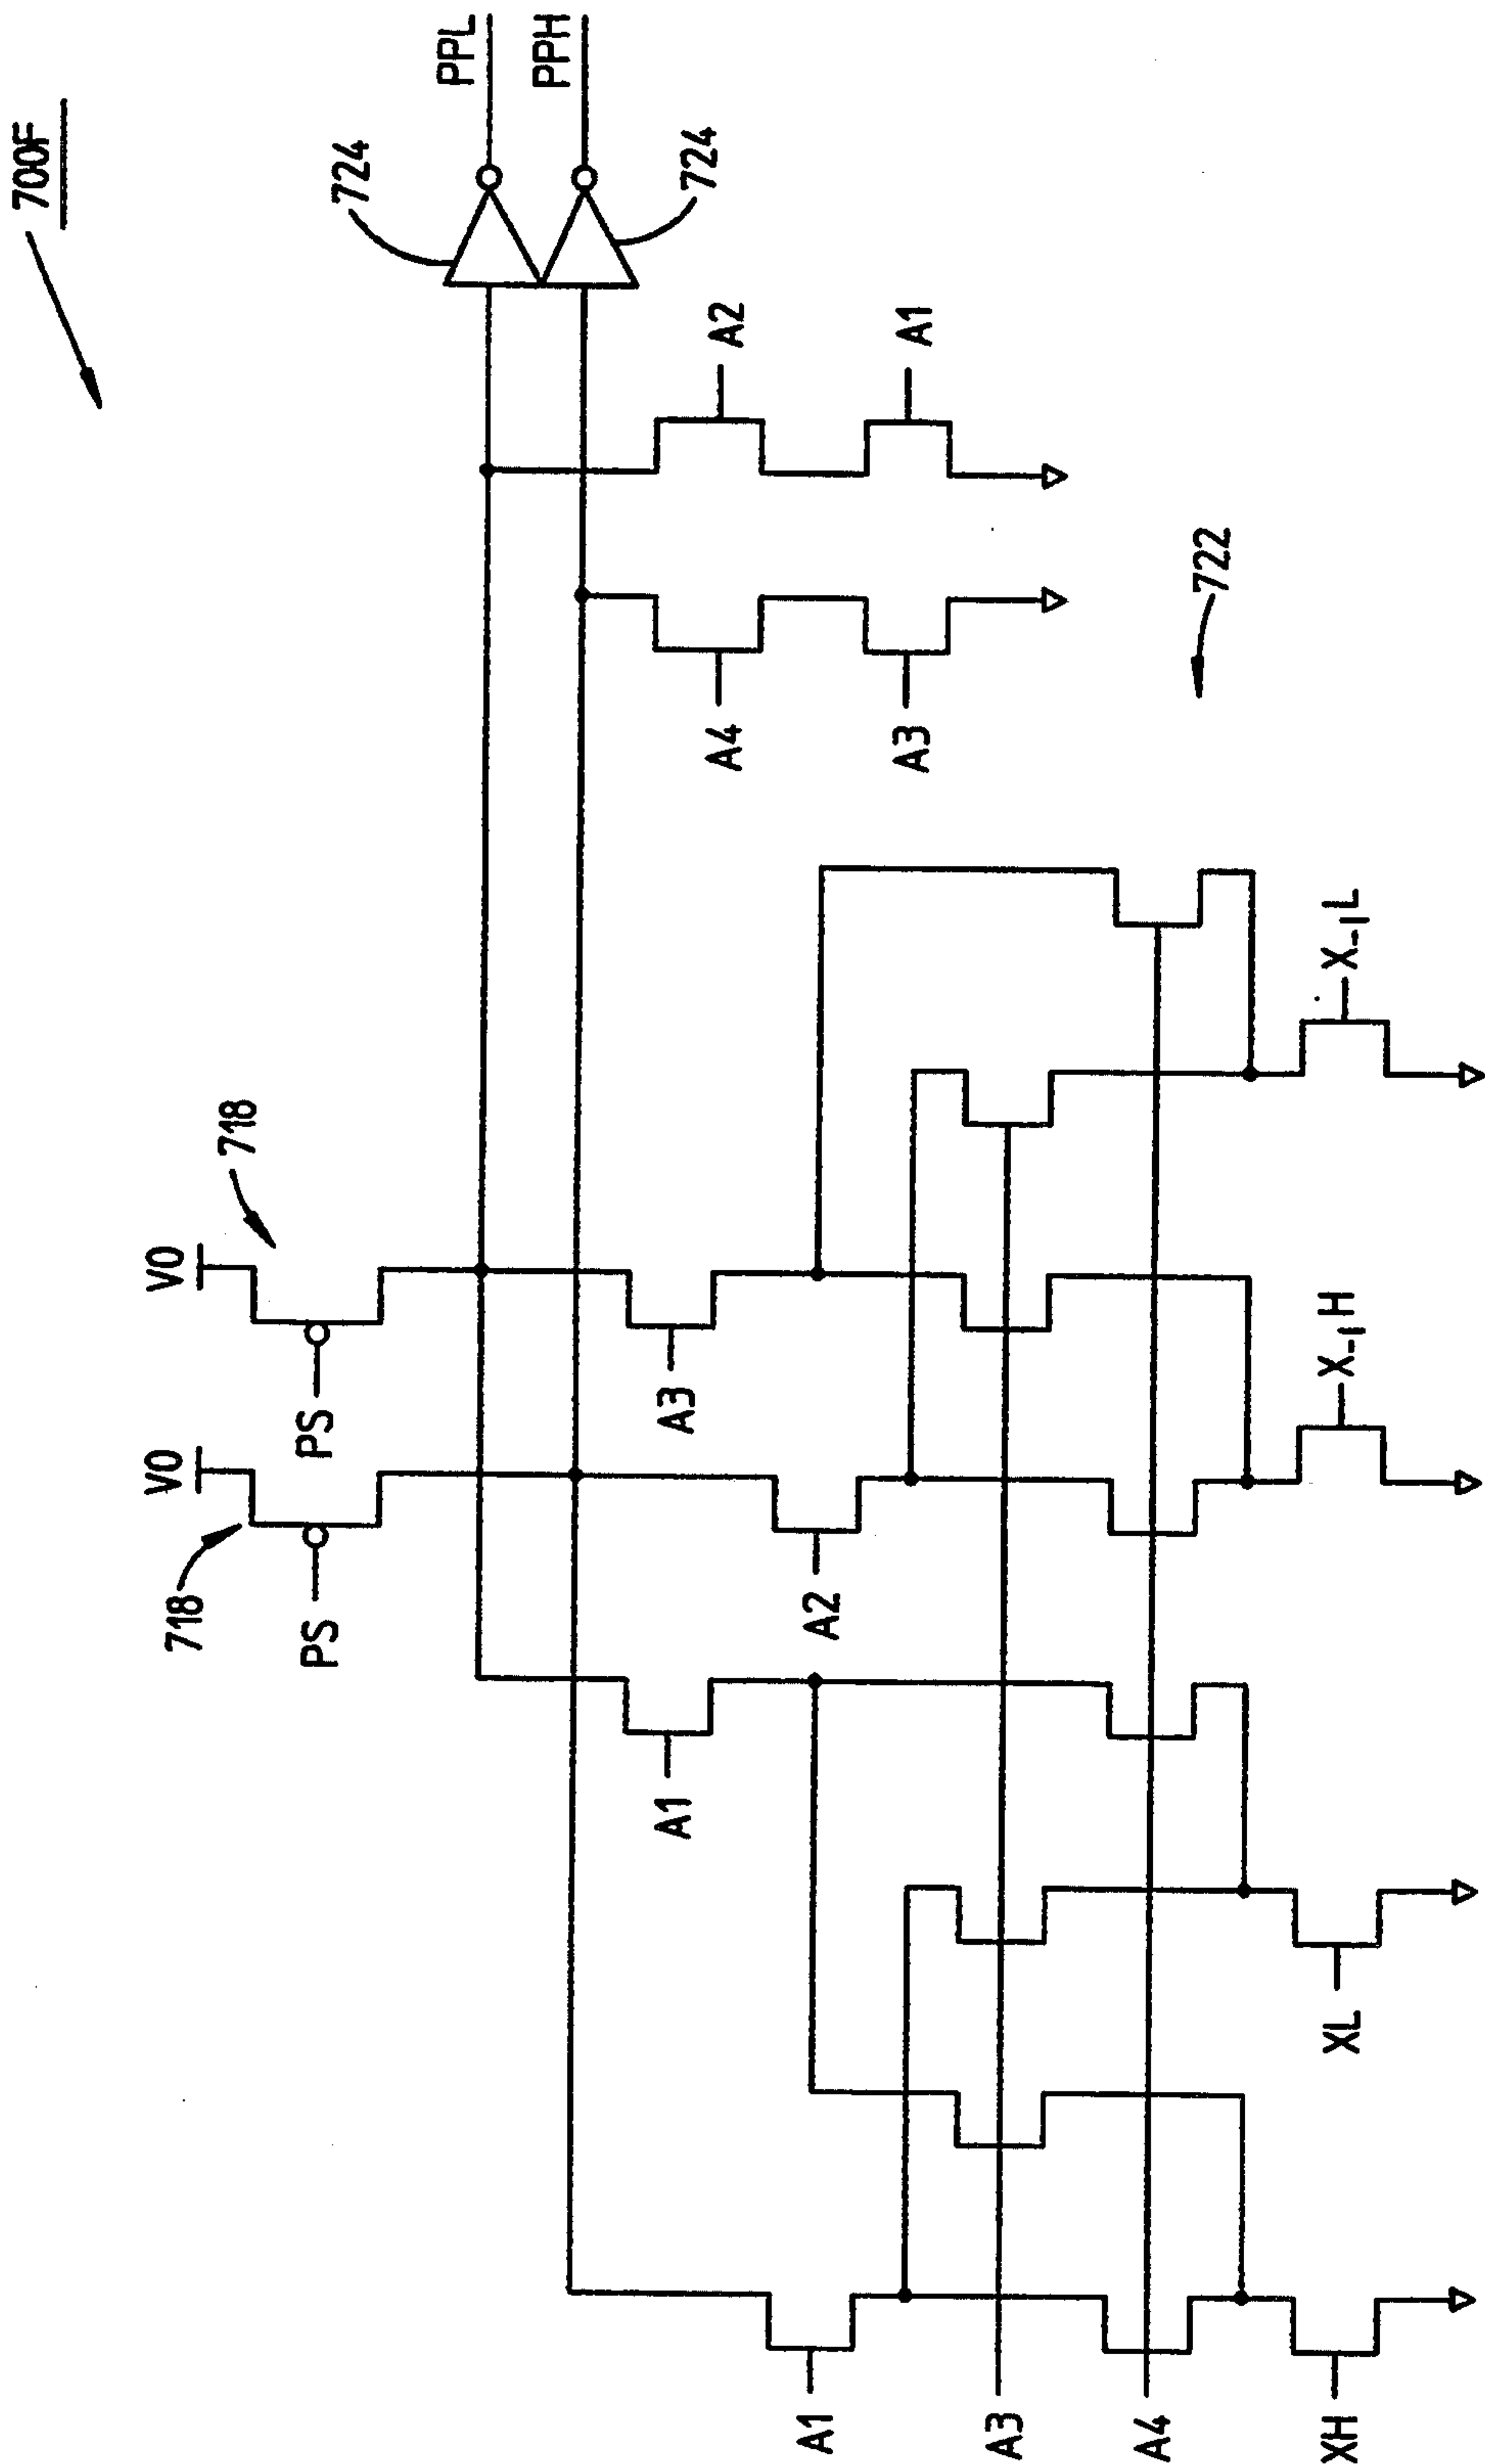 700F
V0
V0
718
718
PS
PS
724
PPL
PPH
724
A1
A3
A4
A2
A1
A2
A3
A1
A3
A4
722
XH
XL
X-1H
X-1L